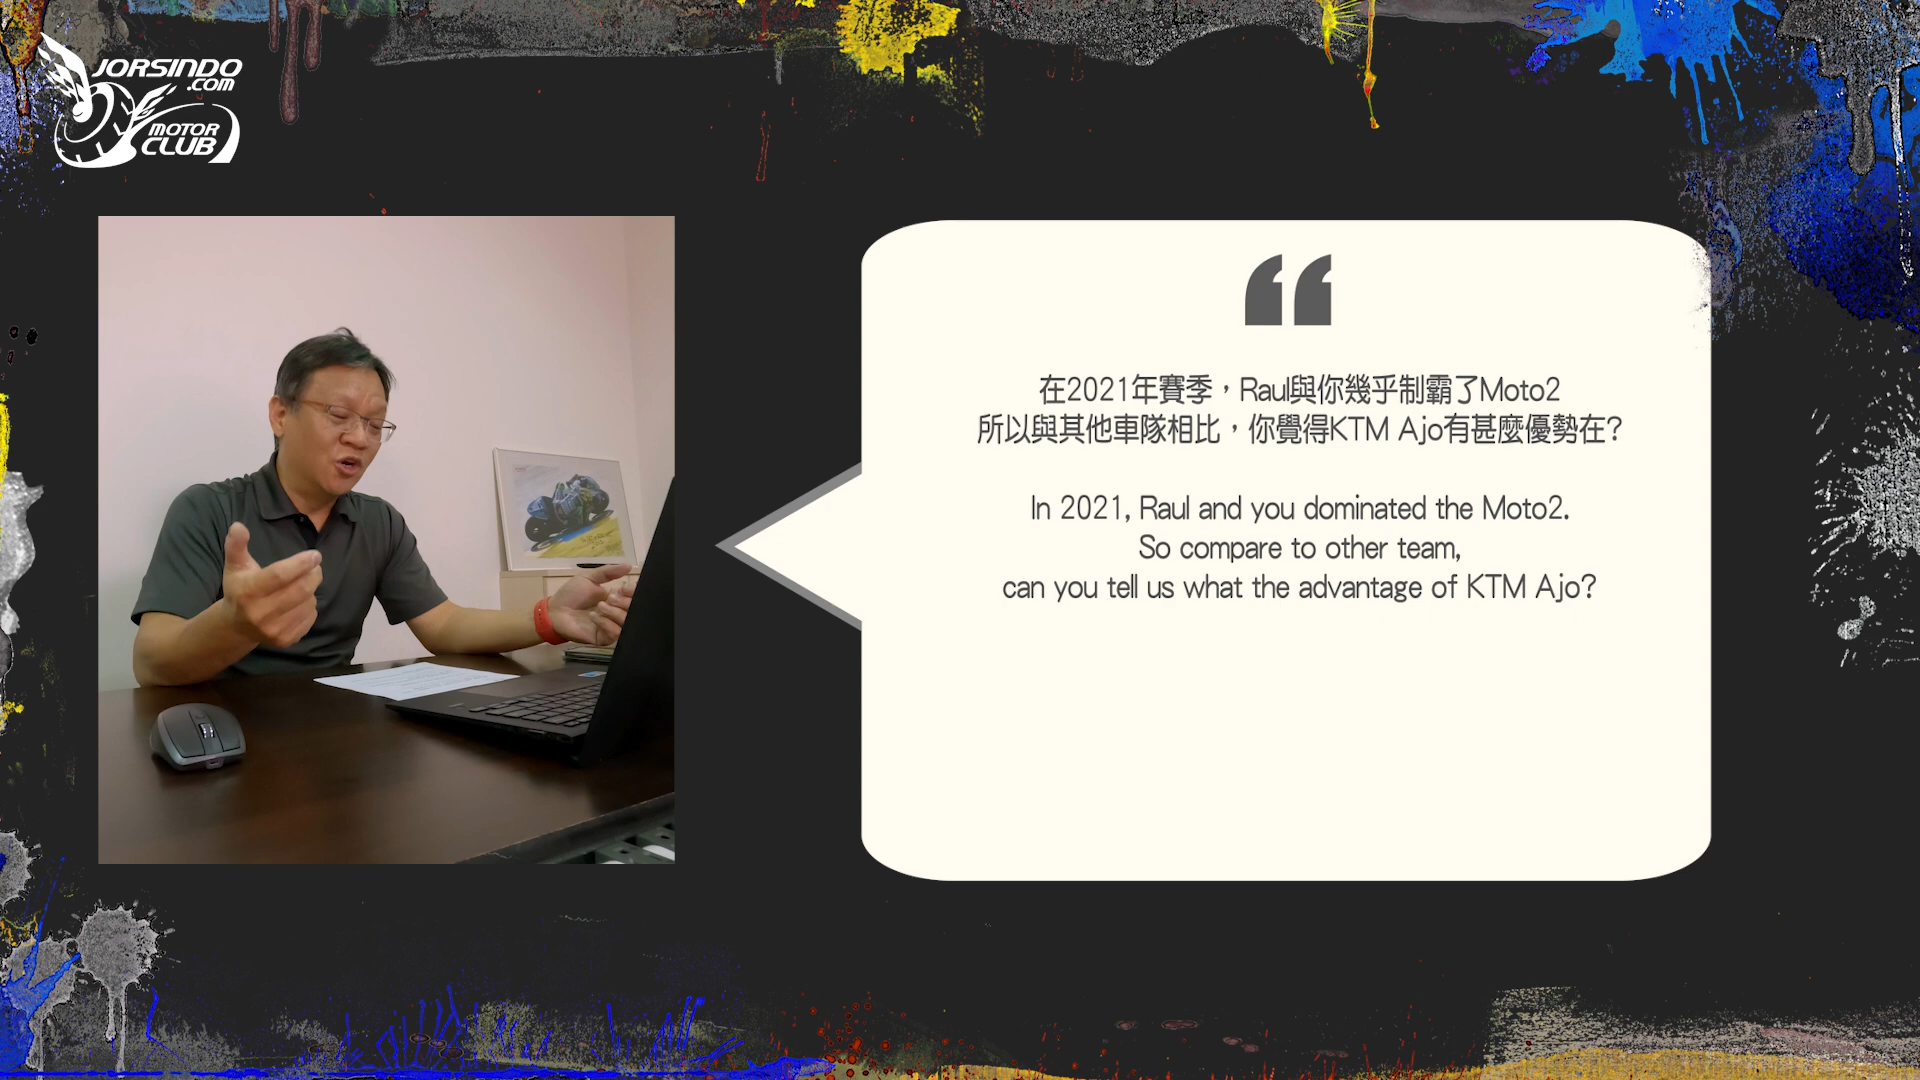 JORSINDO
.COM
MOTOR
CLUB
在2021年賽季，Raul與你幾乎制霸了Moto2
所以與其他車隊相比，你覺得KTM Ajo有甚麼優勢在?
In 2021, Raul and you dominated the Moto2.
So compare to other team,
can you tell us what the advantage of KTM Ajo?